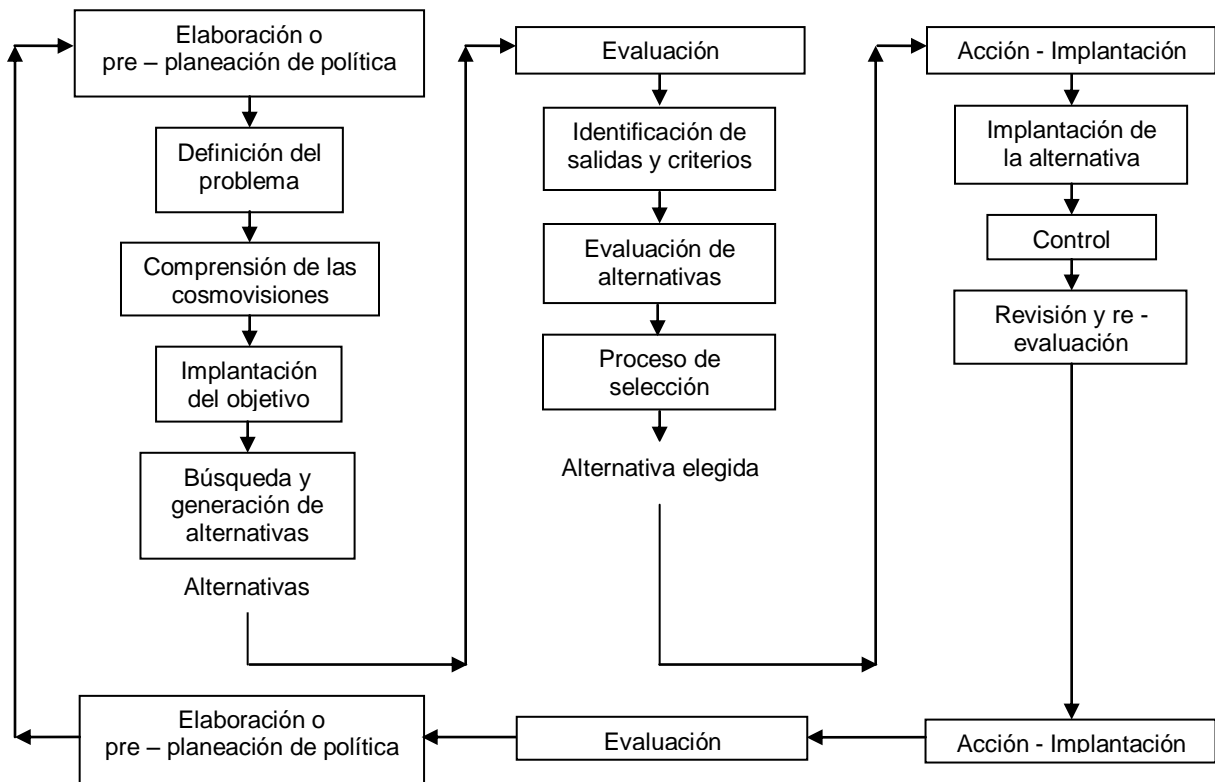 Elaboración o
pre – planeación de política
Definición del
problema
Comprensión de las
cosmovisiones
Implantación
del objetivo
Búsqueda y
generación de
alternativas
Alternativas
Evaluación
Identificación de
salidas y criterios
Evaluación de
alternativas
Proceso de
selección
Alternativa elegida
Acción - Implantación
Implantación de
la alternativa
Control
Revisión y re -
evaluación
Elaboración o
pre – planeación de política
Evaluación
Acción - Implantación